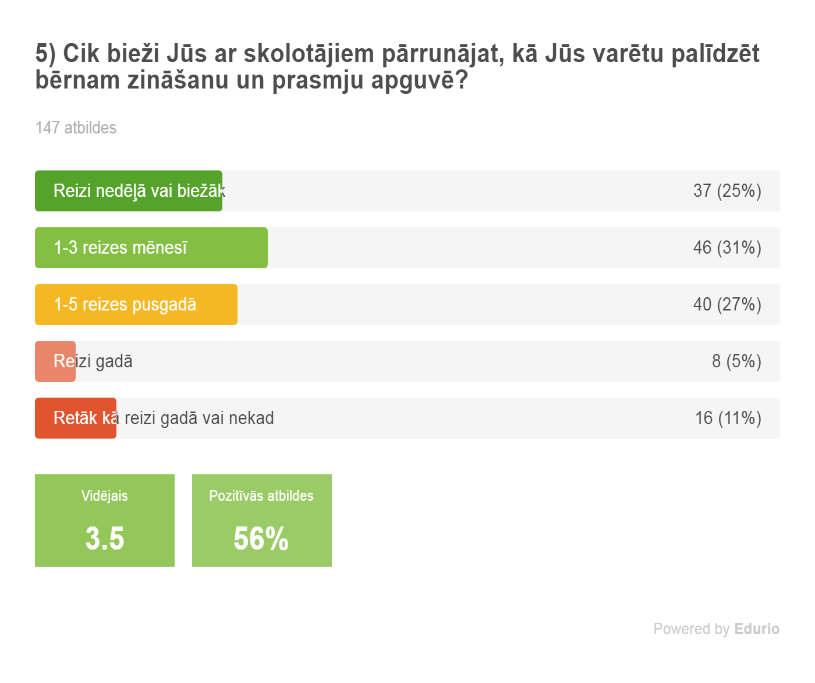 5) Cik bieži Jūs ar skolotājiem pārrunājat, kā Jūs varētu palīdzēt
bērnam zināšanu un prasmju apguvē?
147 atbildes
Reizi nedēļā vai biežāk 37 (25%)
1-3 reizes mēnesī 46 (31%)
1-5 reizes pusgadā 40 (27%)
Reizi gadā 8 (5%)
Retāk kā reizi gadā vai nekad 16 (11%)
Vidējais Pozitīvās atbildes
3.5 56%
Powered by Edurio